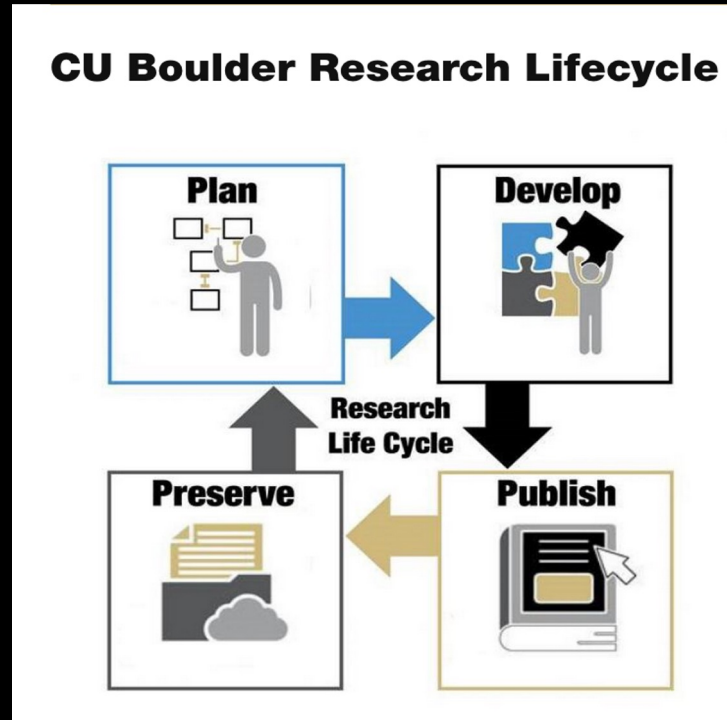 CU Boulder Research Lifecycle
Plan
Develop
Research
Life Cycle
Preserve
Publish